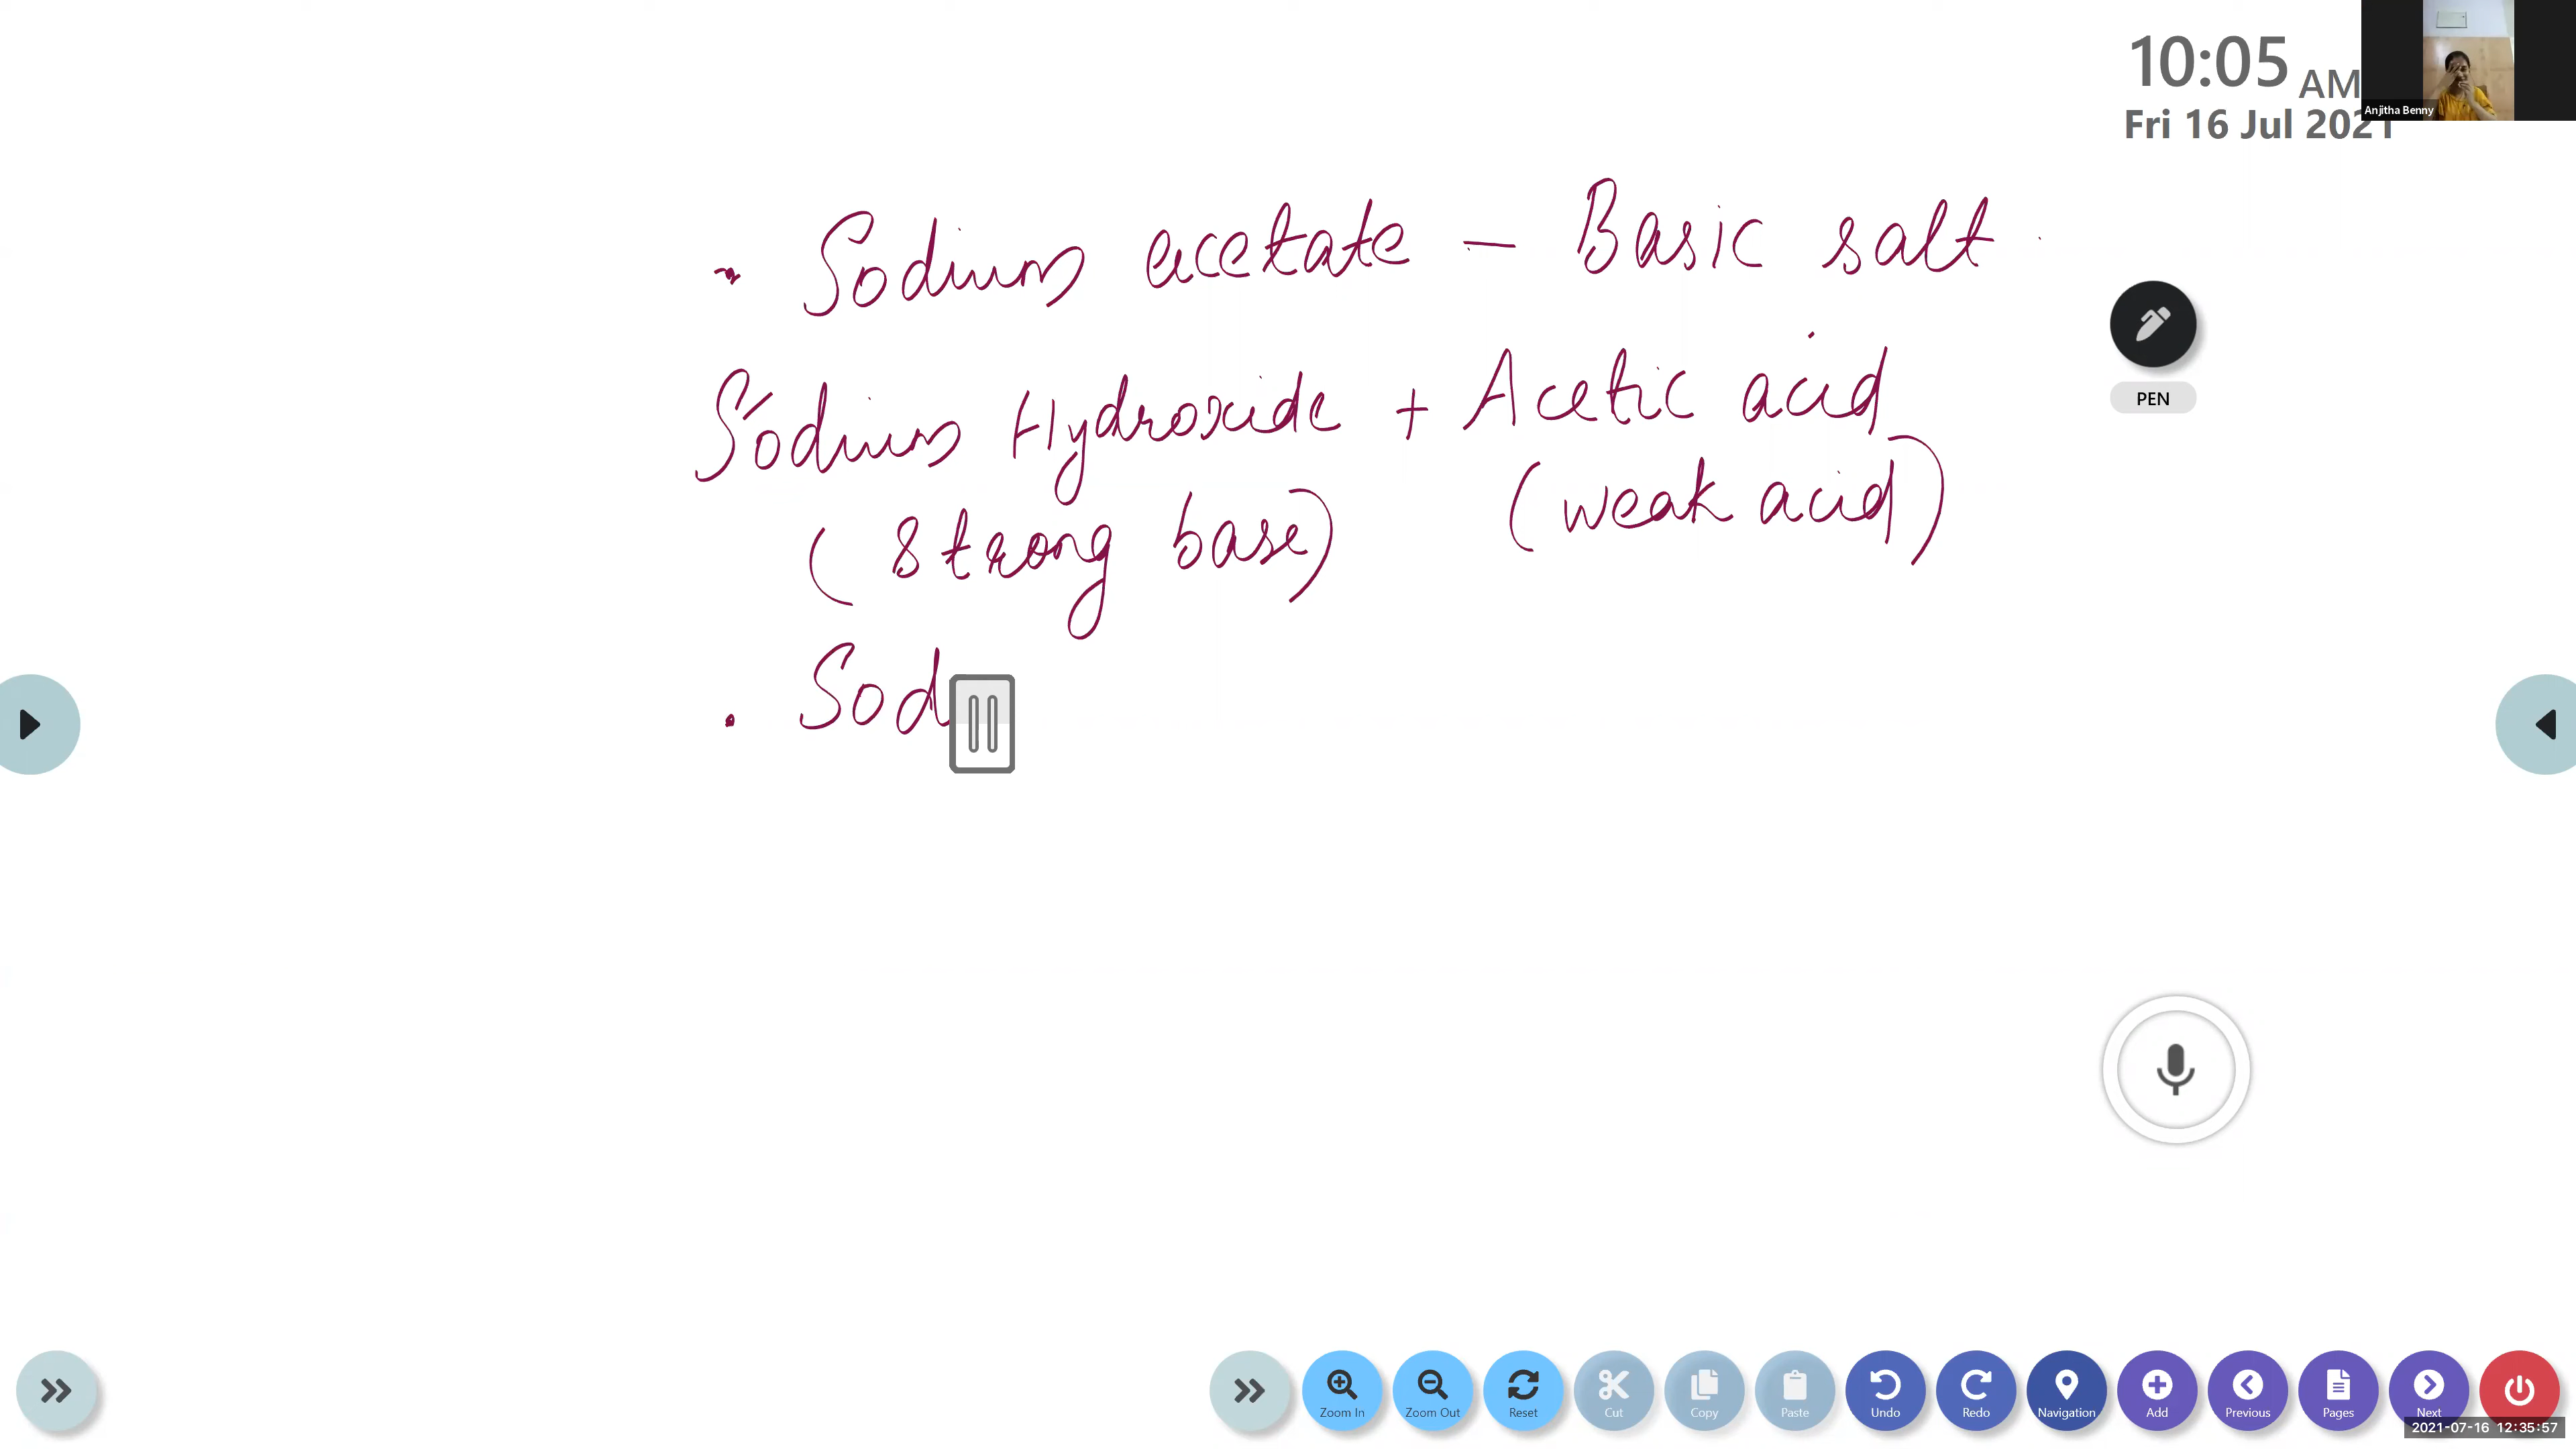 10:05 AM
Anjitha Benny
Fri 16 Jul 2021
Sodium acetate - Basic salt
PEN
Sodium Hydroxide + Acetic acid
(strong base) (weak acid)
. Sod
Zoom In Zoom Out Reset Cut Copy Paste Undo Redo Navigation Add Previous Pages Next
2021-07-16 12:35:57